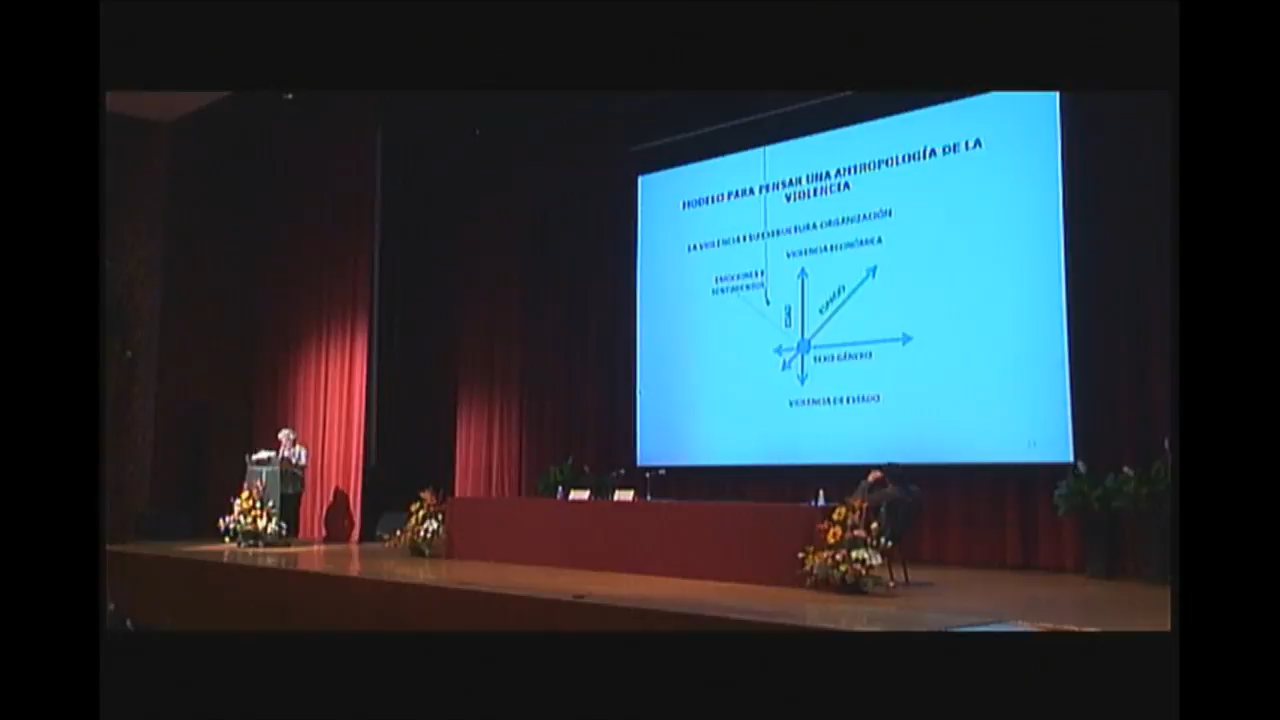 MODELO PARA PENSAR UNA ANTROPOLOGÍA DE LA
VIOLENCIA
LA VIOLENCIA Y SU ESTRUCTURA-ORGANIZACIÓN
VIOLENCIA ECONÓMICA
EMOCIONES Y
SENTIMIENTOS
EDAD
SEXO GÉNERO
VIOLENCIA DE ESTADO